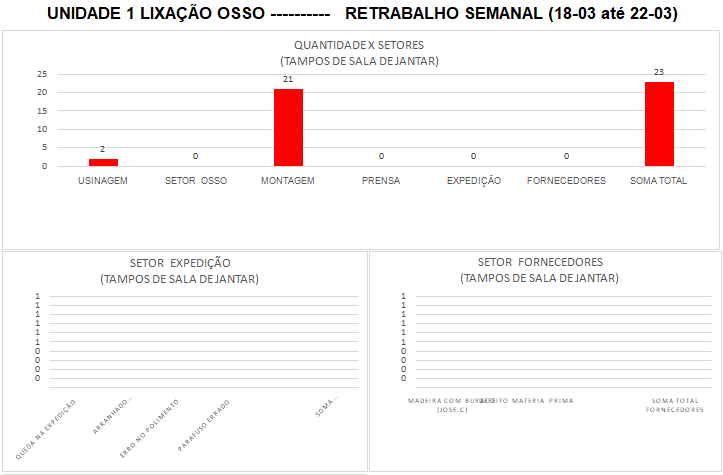 UNIDADE 1 LIXAÇÃO OSSO ---------- RETRABALHO SEMANAL (18-03 até 22-03)
QUANTIDADE X SETORES
(TAMPOS DE SALA DE JANTAR)
25
20
15
10
5
0
2
0
21
0
0
0
23
USINAGEM
SETOR OSSO
MONTAGEM
PRENSA
EXPEDIÇÃO
FORNECEDORES
SOMA TOTAL
SETOR EXPEDIÇÃO
(TAMPOS DE SALA DE JANTAR)
1
1
1
1
1
1
0
0
0
0
QUEDA NA EXPEDIÇÃO
ARRANHADO...
ERRO NO POLIMENTO
PARAFUSO ERRADO
SOMA...
SETOR FORNECEDORES
(TAMPOS DE SALA DE JANTAR)
1
1
1
1
1
1
0
0
0
0
MADEIRA COM BURACO
(JOSE.C)
MATERIA PRIMA
SOMA TOTAL
FORNECEDORES